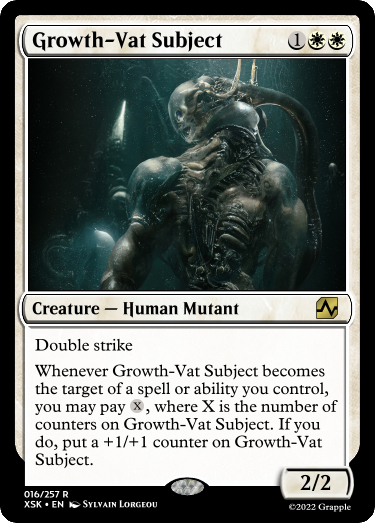 Growth-Vat Subject 1
Creature — Human Mutant
Double strike
Whenever Growth-Vat Subject becomes
the target of a spell or ability you control,
you may pay X, where X is the number of
counters on Growth-Vat Subject. If you
do, put a +1/+1 counter on Growth-Vat
Subject.
2/2
016/257 R
XSK • EN Sylvain Lorgeou
©2022 Grapple